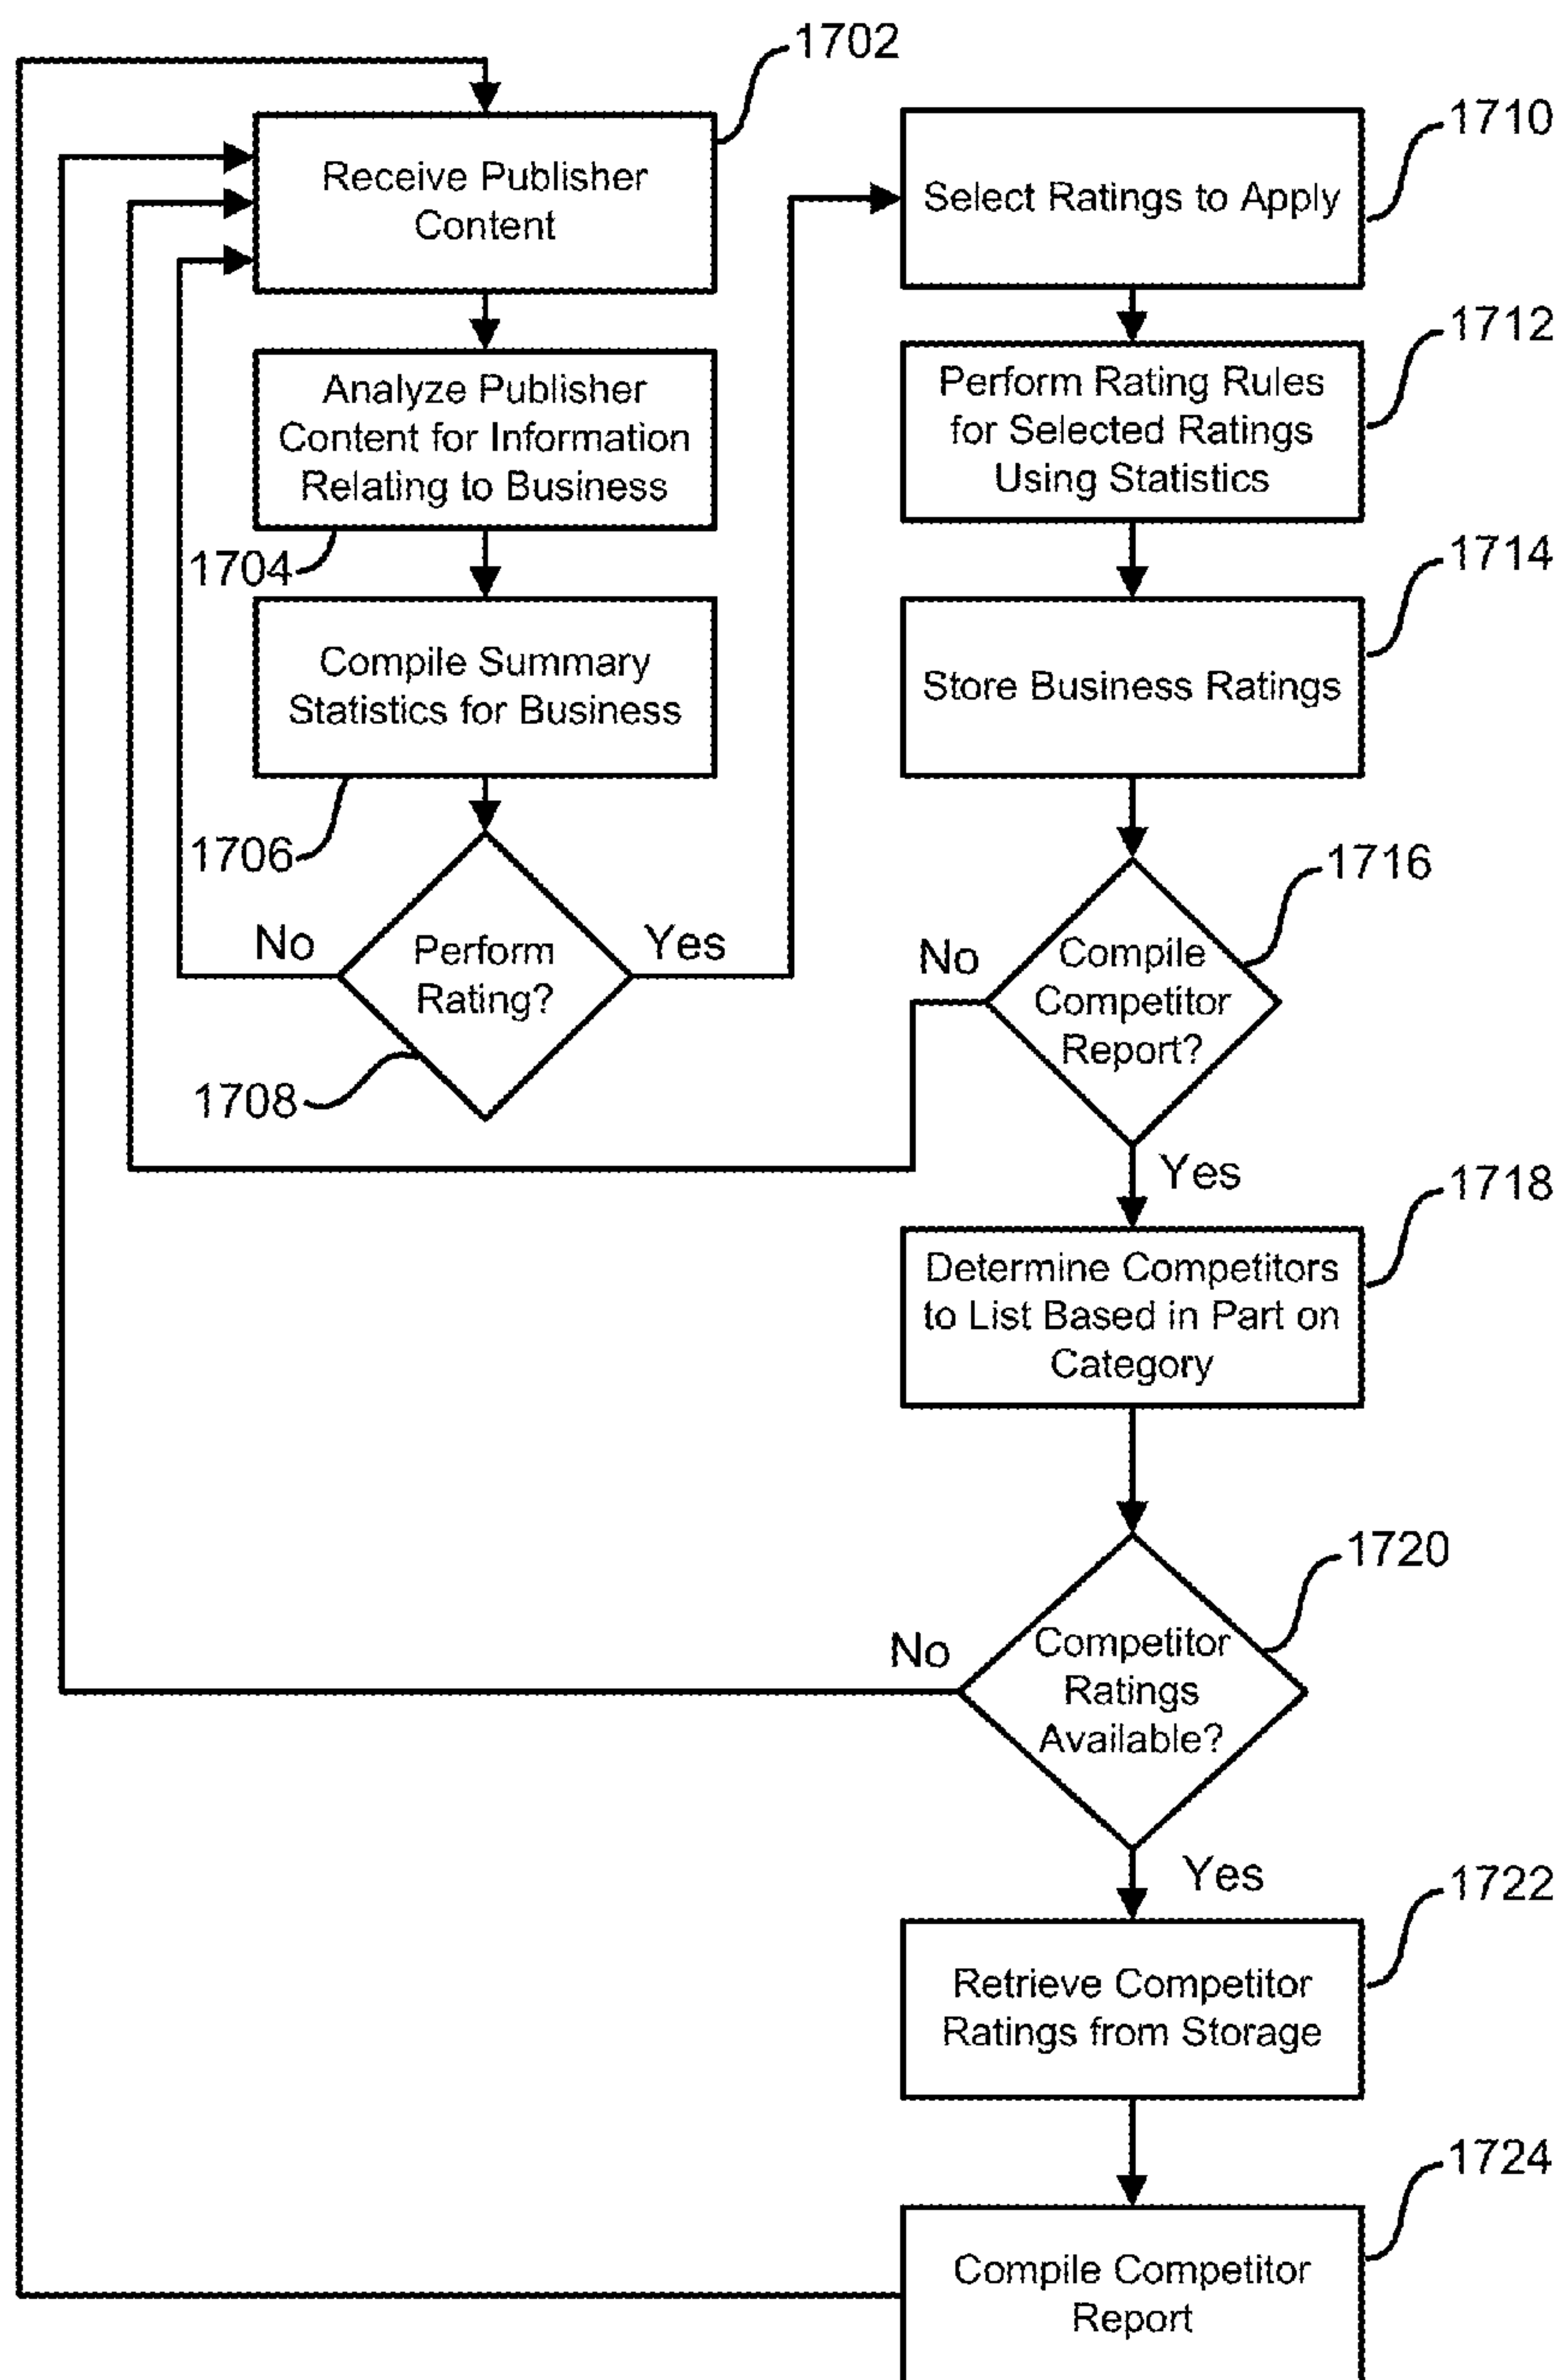 1702
Receive Publisher
Content
Analyze Publisher
Content for Information
Relating to Business
1704
Compile Summary
Statistics for Business
1706
No
Perform
Rating?
Yes
1708
1710
Select Ratings to Apply
1712
Perform Rating Rules
for Selected Ratings
Using Statistics
1714
Store Business Ratings
1716
No
Compile
Competitor
Report?
Yes
1718
Determine Competitors
to List Based in Part on
Category
1720
No
Competitor
Ratings
Available?
Yes
1722
Retrieve Competitor
Ratings from Storage
1724
Compile Competitor
Report